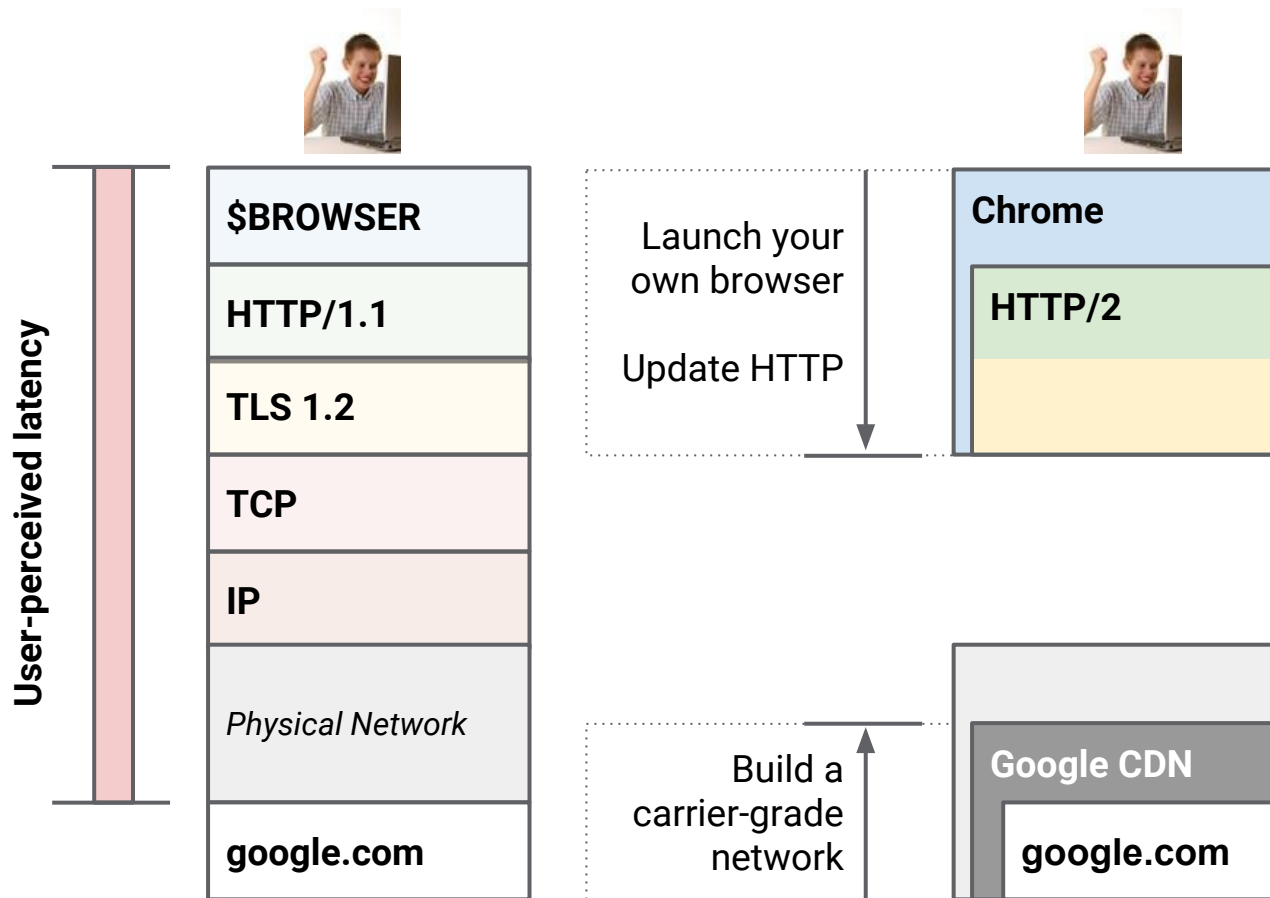 User-perceived latency
$BROWSER
HTTP/1.1
TLS 1.2
TCP
IP
Physical Network
google.com
Launch your
own browser
Update HTTP
Build a
carrier-grade
network
Chrome
HTTP/2
Google CDN
google.com